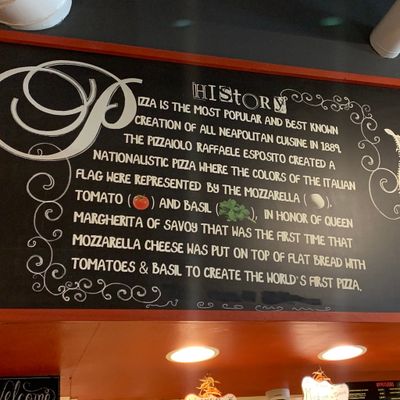 HIStORY
PIZZA IS THE MOST POPULAR AND BEST KNOWN
CREATION OF ALL NEAPOLITAN CUISINE IN 1889,
THE PIZZAIOLO RAFFAELE ESPOSITO CREATED A
NATIONALISTIC PIZZA WHERE THE COLORS OF THE ITALIAN
FLAG WERE REPRESENTED BY THE MOZZARELLA ( ),
TOMATO ( ) AND BASIL ( ), IN HONOR OF QUEEN
MARGHERITA OF SAVOY THAT WAS THE FIRST TIME THAT
MOZZARELLA CHEESE WAS PUT ON TOP OF FLAT BREAD WITH
TOMATOES & BASIL TO CREATE THE WORLD'S FIRST PIZZA.
Welcome